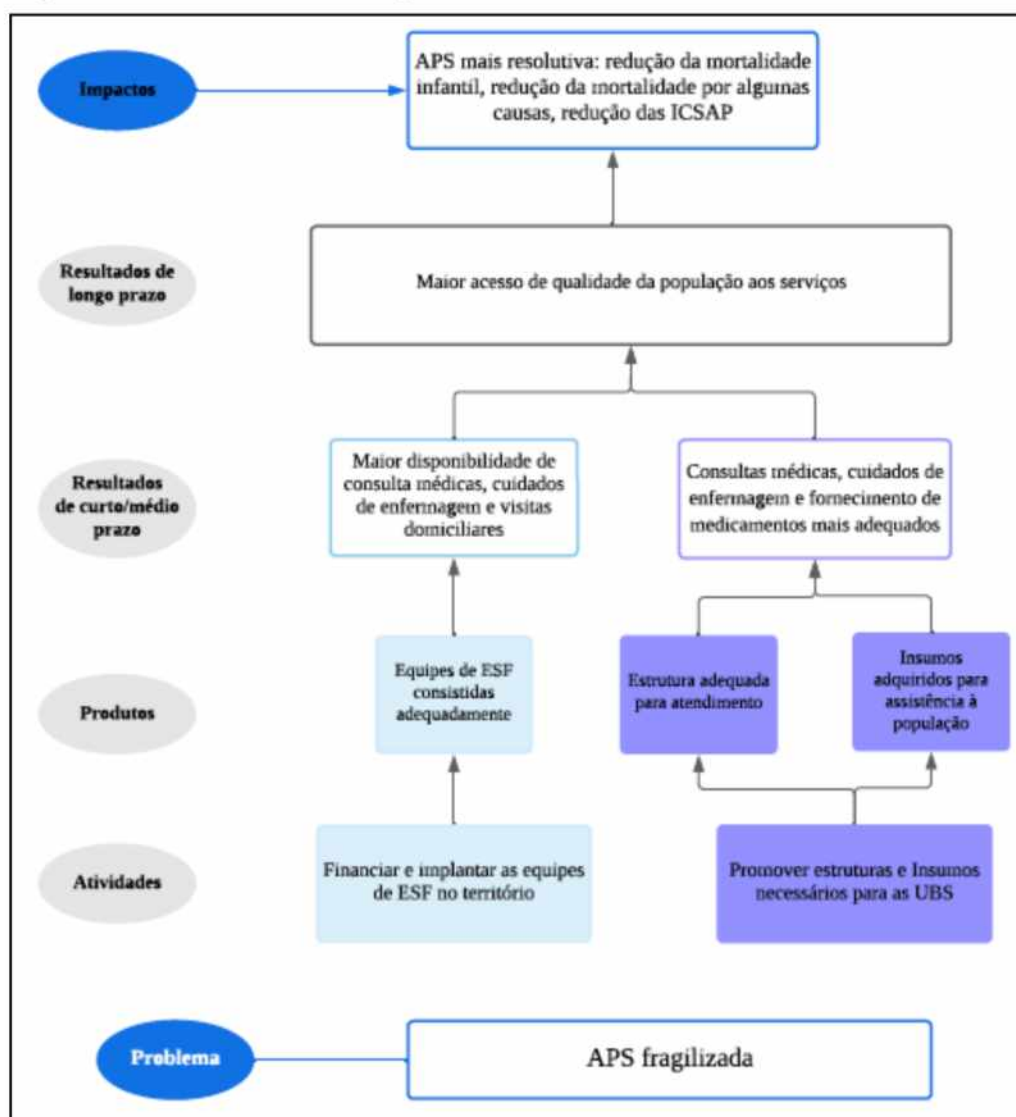 Impactos
APS mais resolutiva: redução da mortalidade
infantil, redução da mortalidade por algumas
causas, redução das ICSAP
Resultados de
longo prazo
Maior acesso de qualidade da população aos serviços
Resultados
de curto/médio
prazo
Maior disponibilidade de
consulta médicas, cuidados
de enfermagem e visitas
domiciliares
Consultas médicas, cuidados de
enfermagem e fornecimento de
medicamentos mais adequados
Produtos
Equipes de ESF
consistidas
adequadamente
Estrutura adequada
para atendimento
Insumos
adquiridos para
assistência à
população
Atividades
Financiar e implantar as equipes
de ESF no território
Promover estruturas e Insumos
necessários para as UBS
Problema
APS fragilizada